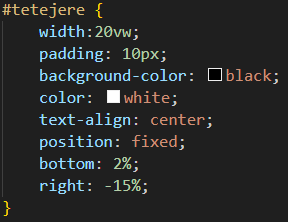 #tetejere {
width:20vw;
padding: 10px;
background-color: black;
color: white;
text-align: center;
position: fixed;
bottom: 2%;
right: -15%;
}